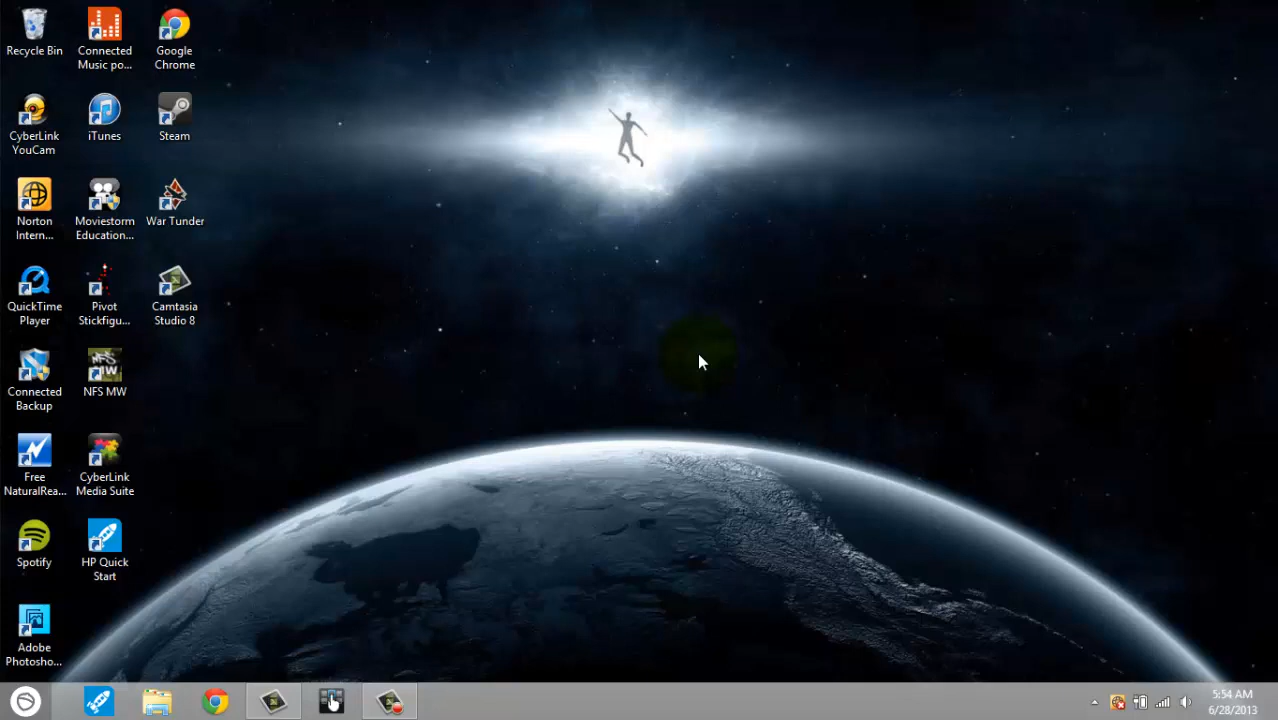 Recycle Bin
Connected
Music po...
Google
Chrome
CyberLink
YouCam
iTunes
Steam
Norton
Intern...
Moviestorm
Education...
War Tunder
QuickTime
Player
Pivot
Stickfigu...
Camtasia
Studio 8
Connected
Backup
NFS MW
Free
NaturalRea...
CyberLink
Media Suite
Spotify
HP Quick
Start
Adobe
Photosho...
5:54 AM
6/28/2013